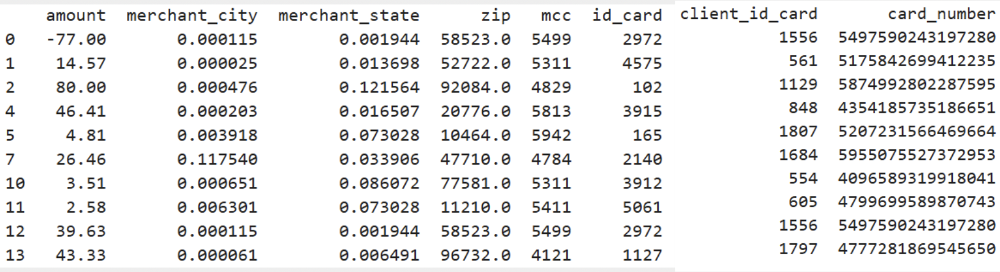 amount merchant_city merchant_state zip mcc id_card client_id_card card_number
0 -77.00 0.000115 0.001944 58523.0 5499 2972 1556 5497590243197280
1 14.57 0.000025 0.013698 52722.0 5311 4575 561 5175842699412235
2 80.00 0.000476 0.121564 92084.0 4829 102 1129 5874992802287595
4 46.41 0.000203 0.016507 20776.0 5813 3915 848 4354185735186651
5 4.81 0.003918 0.073028 10464.0 5942 165 1807 5207231566469664
7 26.46 0.117540 0.033906 47710.0 4784 2140 1684 5955075527372953
10 3.51 0.000651 0.086072 77581.0 5311 3912 554 4096589319918041
11 2.58 0.006301 0.073028 11210.0 5411 5061 605 4799699589870743
12 39.63 0.000115 0.001944 58523.0 5499 2972 1556 5497590243197280
13 43.33 0.000061 0.006491 96732.0 4121 1127 1797 4777281869545650